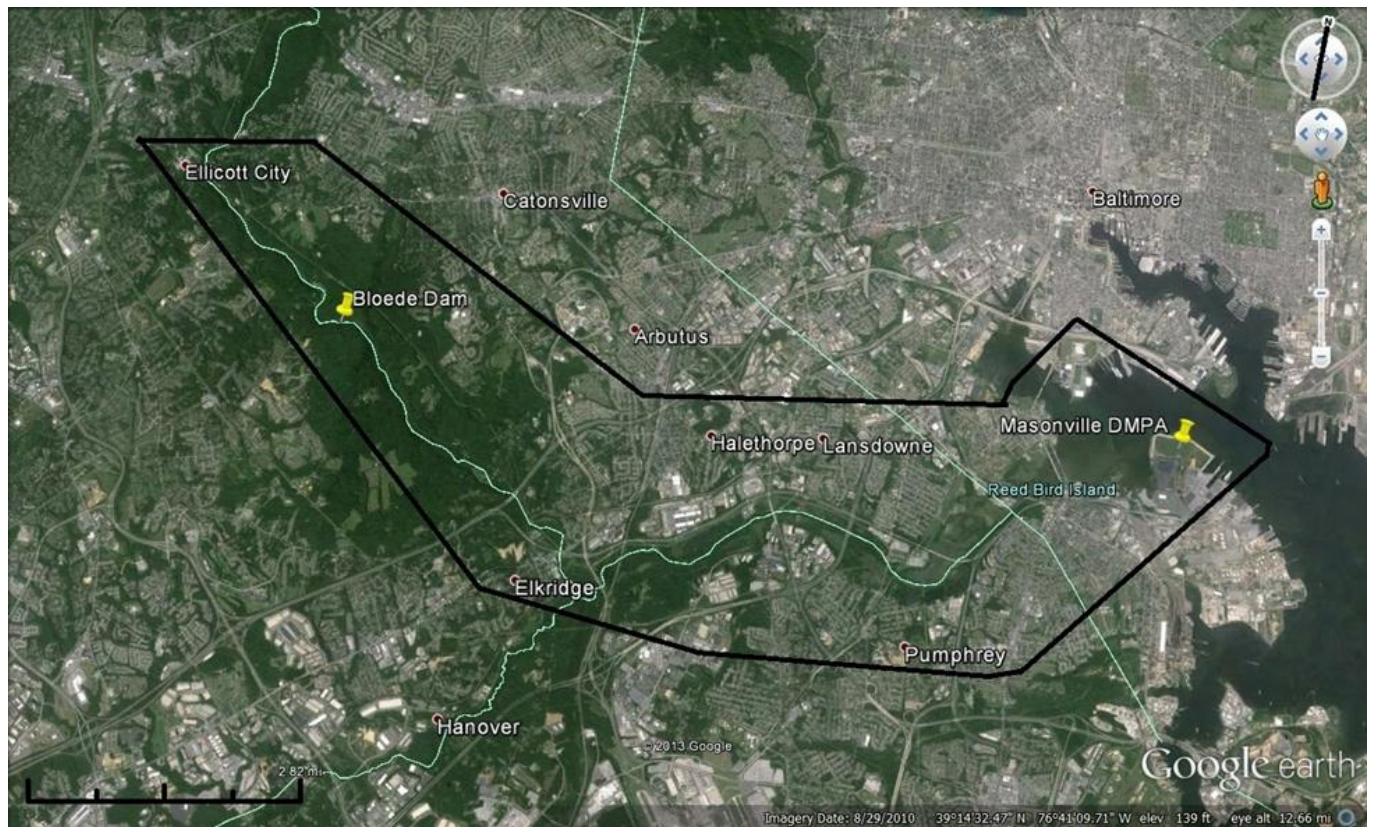 N
Ellicott City
Catonsville
Baltimore
Bloede Dam
Arbutus
Masonville DMPA
Halethorpe
Lansdowne
Reed Bird Island
Elkridge
Pumphrey
Hanover
© 2013 Google
2.82 mi
Google earth
Imagery Date: 8/29/2010 39°14'32.47" N 76°41'09.71" W elev 139 ft eye alt 12.66 mi